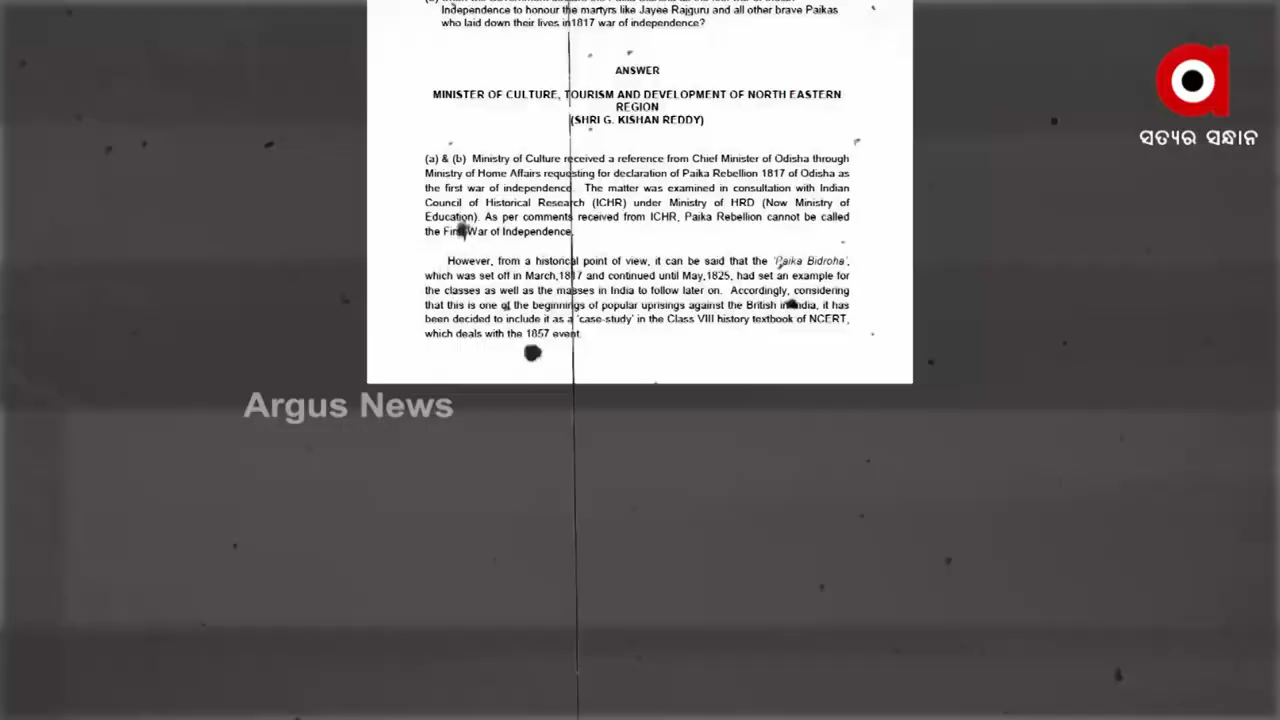 Independence to honour the martyrs like Jayee Rajguru and all other brave Paikas
who laid down their lives in1817 war of independence?
ANSWER
MINISTER OF CULTURE, TOURISM AND DEVELOPMENT OF NORTH EASTERN
REGION
(SHRI G. KISHAN REDDY)
(a) & (b) Ministry of Culture received a reference from Chief Minister of Odisha through
Ministry of Home Affairs requesting for declaration of Paika Rebellion 1817 of Odisha as
the first war of independence. The matter was examined in consultation with Indian
Council of Historical Research (ICHR) under Ministry of HRD (Now Ministry of
Education). As per comments received from ICHR, Paika Rebellion cannot be called
the First War of Independence.
However, from a historical point of view, it can be said that the 'Paika Bidroha',
which was set off in March,1817 and continued until May,1825, had set an example for
the classes as well as the masses in India to follow later on. Accordingly, considering
that this is one of the beginnings of popular uprisings against the British in India, it has
been decided to include it as a 'case-study' in the Class VIII history textbook of NCERT,
which deals with the 1857 event.
ସତ୍ୟର ସନ୍ଧାନ
Argus News